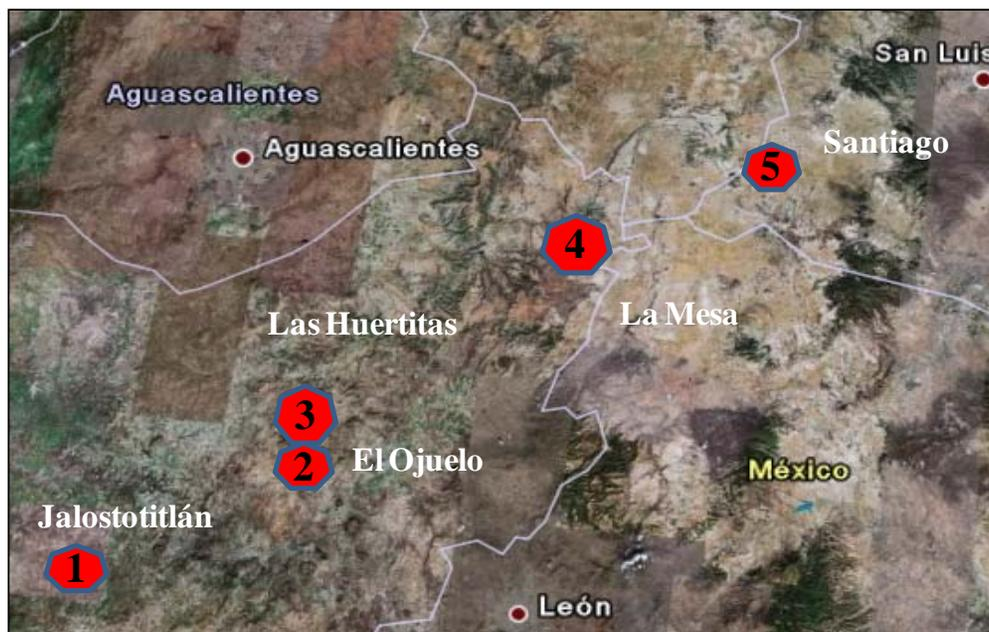 San Luis
Aguascalientes
Santiago
Aguascalientes
5
4
La Mesa
Las Huertitas
3
El Ojuelo
2
México
Jalostotitlán
1
León